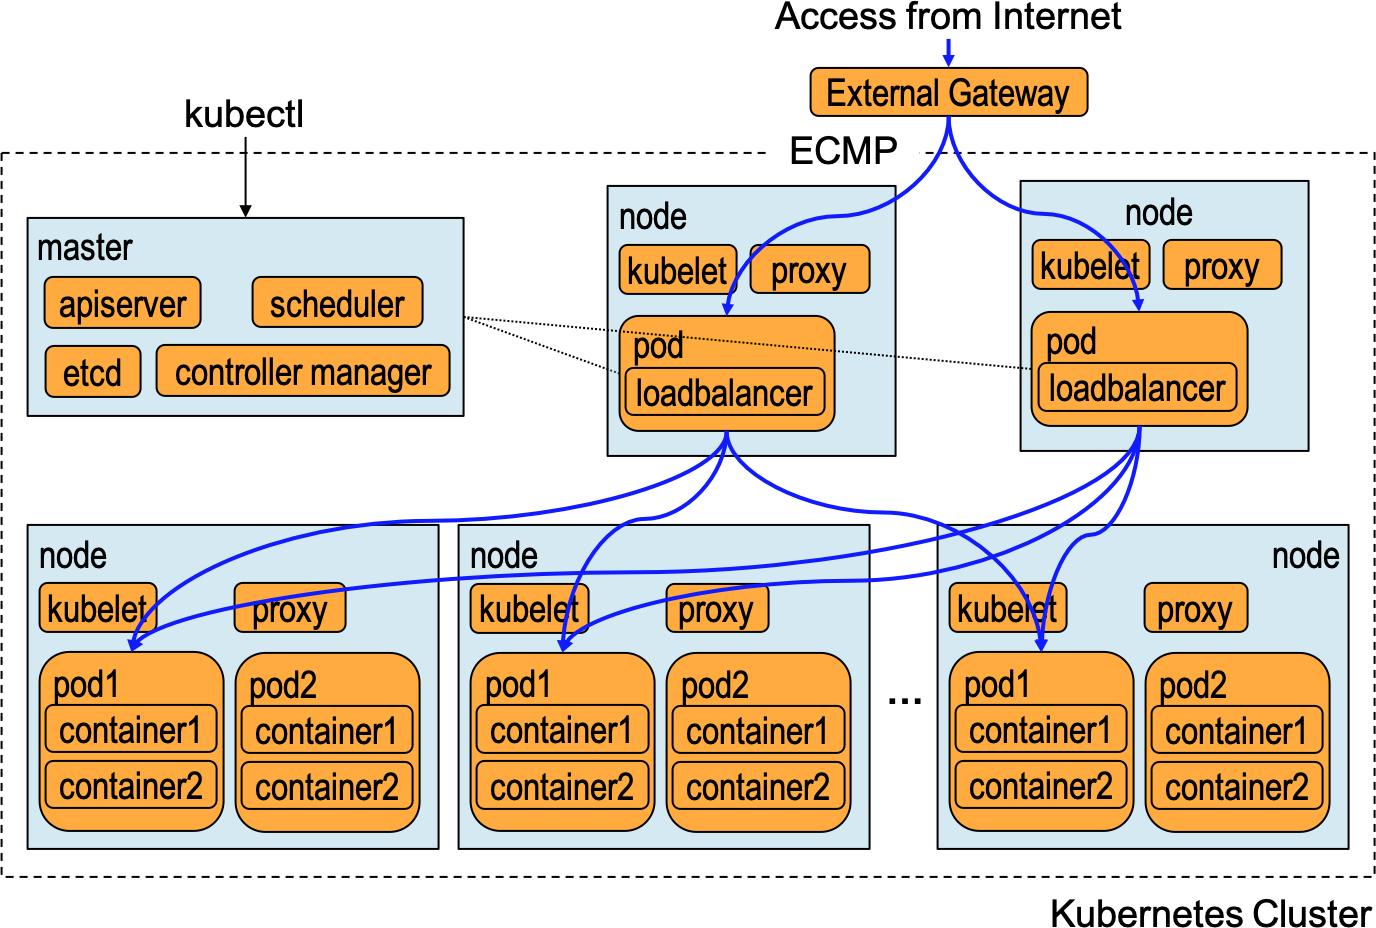 Access from Internet
External Gateway
kubectl
ECMP
master
apiserver
scheduler
etcd
controller manager
node
kubelet
proxy
pod
loadbalancer
node
kubelet
proxy
pod
loadbalancer
node
kubelet
proxy
pod1
container1
container2
pod2
container1
container2
node
kubelet
proxy
pod1
container1
container2
pod2
container1
container2
...
node
kubelet
proxy
pod1
container1
container2
pod2
container1
container2
Kubernetes Cluster